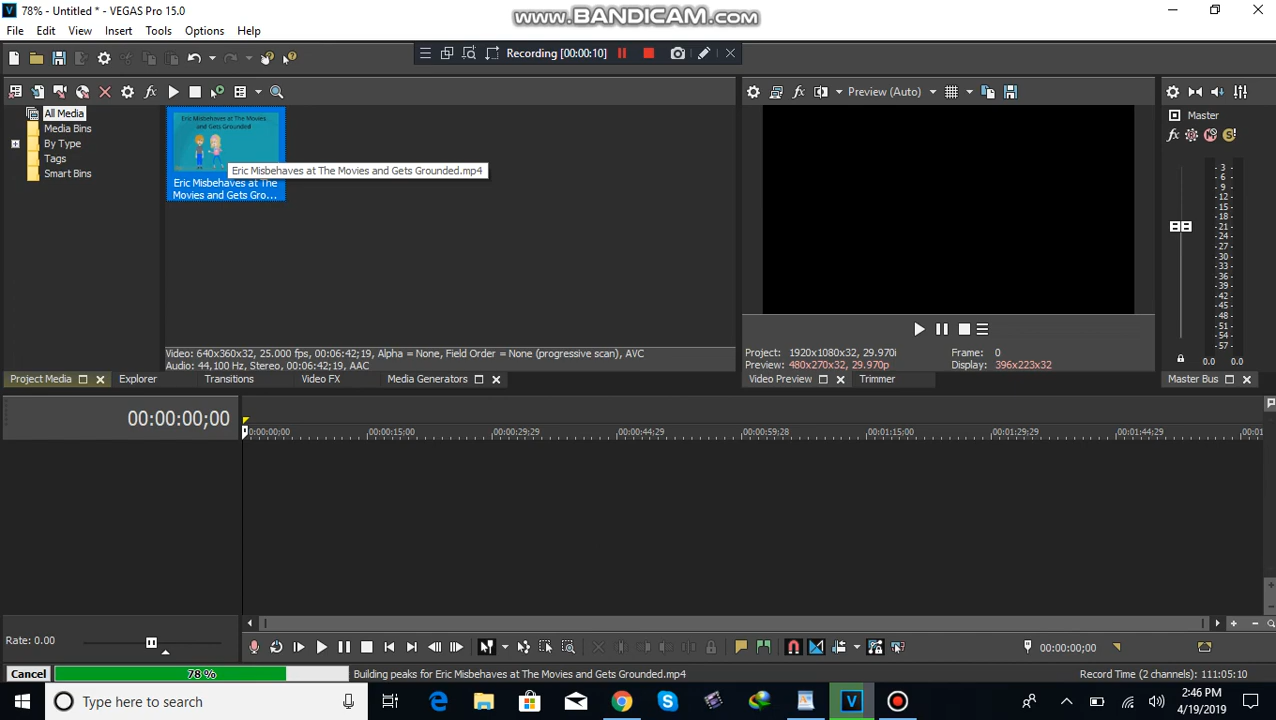 78% - Untitled * - VEGAS Pro 15.0
www.BANDICAM.com
File Edit View Insert Tools Options Help
Recording [00:00:10]
Preview (Auto)
All Media
Media Bins
By Type
Tags
Smart Bins
Eric Misbehaves at The Movies
and Gets Grounded
Eric Misbehaves at The Movies and Gets Grounded.mp4
Eric Misbehaves at The
Movies and Gets Gro...
Master
-3
-6
-9
-12
-15
-18
-21
-24
-27
-30
-33
-36
-39
-42
-45
-48
-51
-54
-57
0.0 0.0
Video: 640x360x32, 25.000 fps, 00:06:42;19, Alpha = None, Field Order = None (progressive scan), AVC
Audio: 44,100 Hz, Stereo, 00:06:42;19, AAC
Project: 1920x1080x32, 29.970i
Preview: 480x270x32, 29.970p
Frame: 0
Display: 396x223x32
Project Media Explorer Transitions Video FX Media Generators
Video Preview Trimmer
Master Bus
00:00:00;00
00:00:00;00 00:00:15;00 00:00:29;29 00:00:44;29 00:00:59;28 00:01:15;00 00:01:29;29 00:01:44;29 00:01
Rate: 0.00
00:00:00;00
Cancel
78 %
Building peaks for Eric Misbehaves at The Movies and Gets Grounded.mp4
Record Time (2 channels): 111:05:10
Type here to search
2:46 PM
4/19/2019